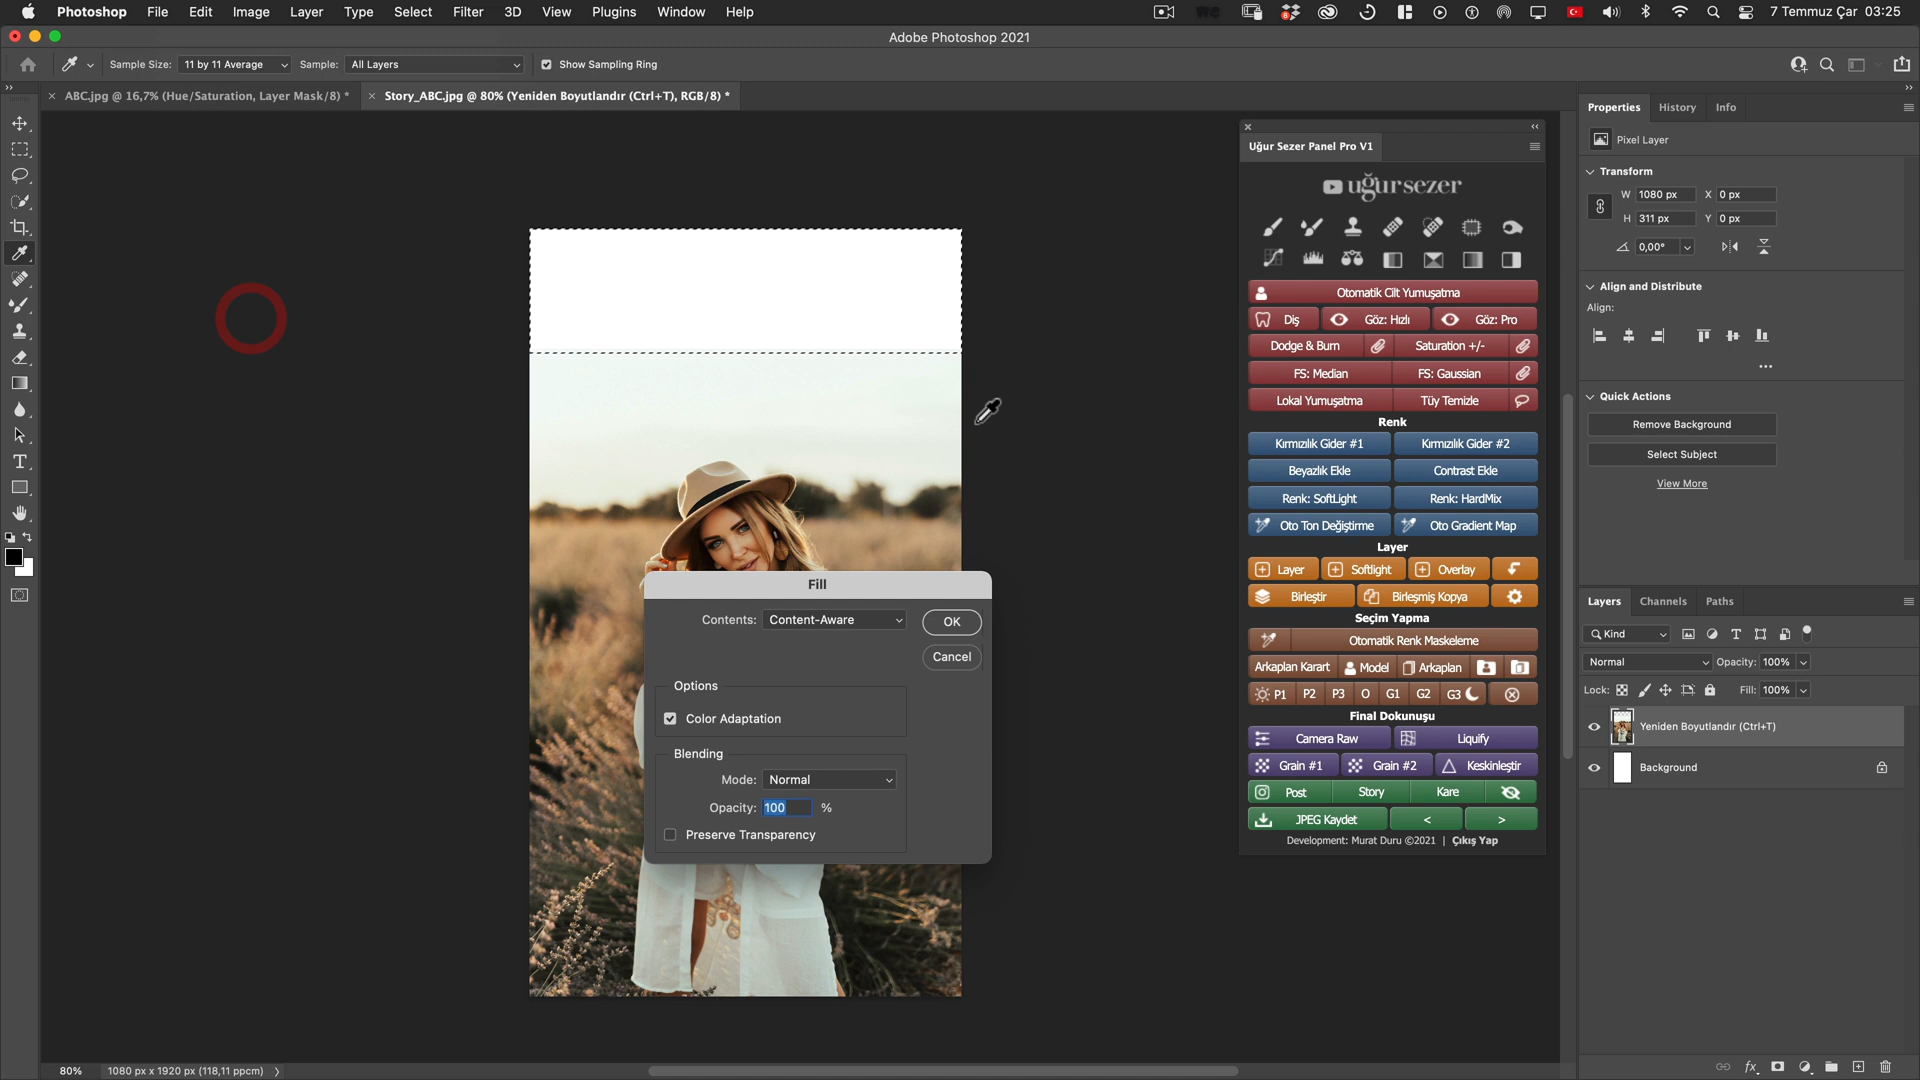 Photoshop File Edit Image Layer Type Select Filter 3D View Plugins Window Help 7 Temmuz Çar 03:25
Adobe Photoshop 2021
Sample Size: 11 by 11 Average Sample: All Layers Show Sampling Ring
ABC.jpg @ 16,7% (Hue/Saturation, Layer Mask/8) *
Story_ABC.jpg @ 80% (Yeniden Boyutlandır (Ctrl+T), RGB/8) *
Uğur Sezer Panel Pro V1
uğursezer
Otomatik Cilt Yumuşatma
Diş Göz: Hızlı Göz: Pro
Dodge & Burn Saturation +/-
FS: Median FS: Gaussian
Lokal Yumuşatma Tüy Temizle
Renk
Kırmızılık Gider #1 Kırmızılık Gider #2
Beyazlık Ekle Contrast Ekle
Renk: SoftLight Renk: HardMix
Oto Ton Değiştirme Oto Gradient Map
Layer
Layer Softlight Overlay
Birleştir Birleşmiş Kopya
Seçim Yapma
Otomatik Renk Maskeleme
Arkaplan Karart Model Arkaplan
P1 P2 P3 O G1 G2 G3
Final Dokunuşu
Camera Raw Liquify
Grain #1 Grain #2 Keskinleştir
Post Story Kare
JPEG Kaydet < >
Development: Murat Duru ©2021 | Çıkış Yap
Fill
Contents: Content-Aware OK
Cancel
Options
Color Adaptation
Blending
Mode: Normal
Opacity: 100 %
Preserve Transparency
Properties History Info
Pixel Layer
Transform
W 1080 px X 0 px
H 311 px Y 0 px
0,00°
Align and Distribute
Align:
Quick Actions
Remove Background
Select Subject
View More
Layers Channels Paths
Kind
Normal Opacity: 100%
Lock: Fill: 100%
Yeniden Boyutlandır (Ctrl+T)
Background
80% 1080 px x 1920 px (118,11 ppcm)